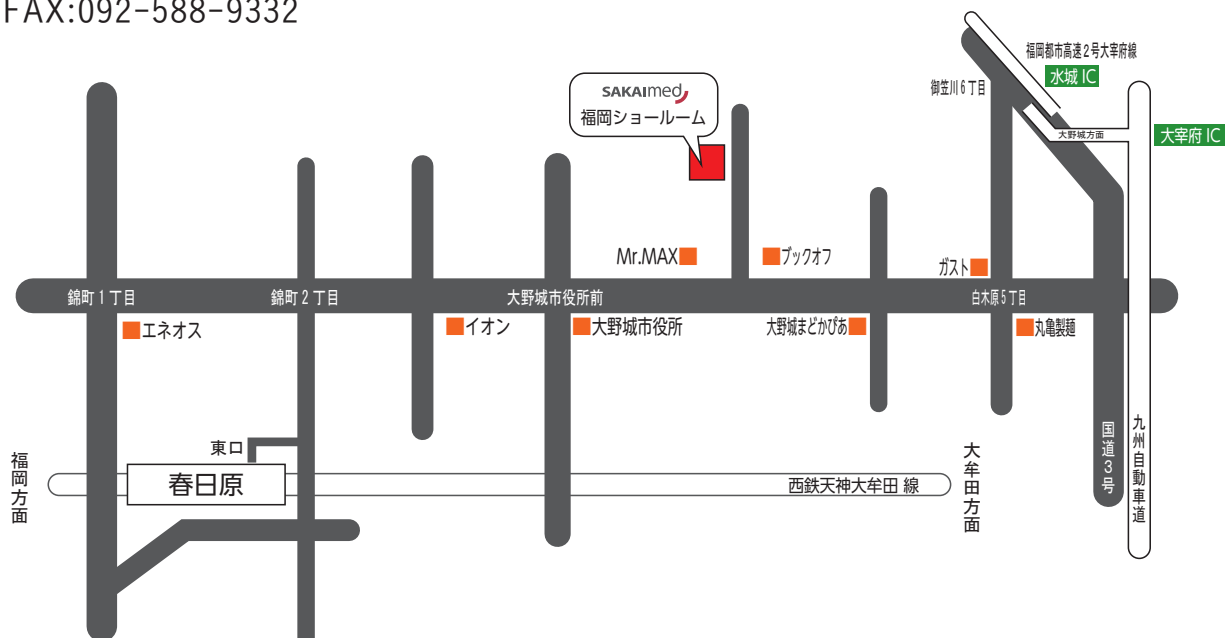 FAX:092-588-9332
福岡都市高速2号大宰府線
水城 IC
御笠川6丁目
SAKAImed
福岡ショールーム
大野城方面
大宰府 IC
Mr.MAX
ブックオフ
ガスト
錦町1丁目
錦町2丁目
大野城市役所前
白木原5丁目
エネオス
イオン
大野城市役所
大野城まどかぴあ
丸亀製麺
東口
福岡方面
春日原
西鉄天神大牟田 線
大牟田方面
国道3号
九州自動車道